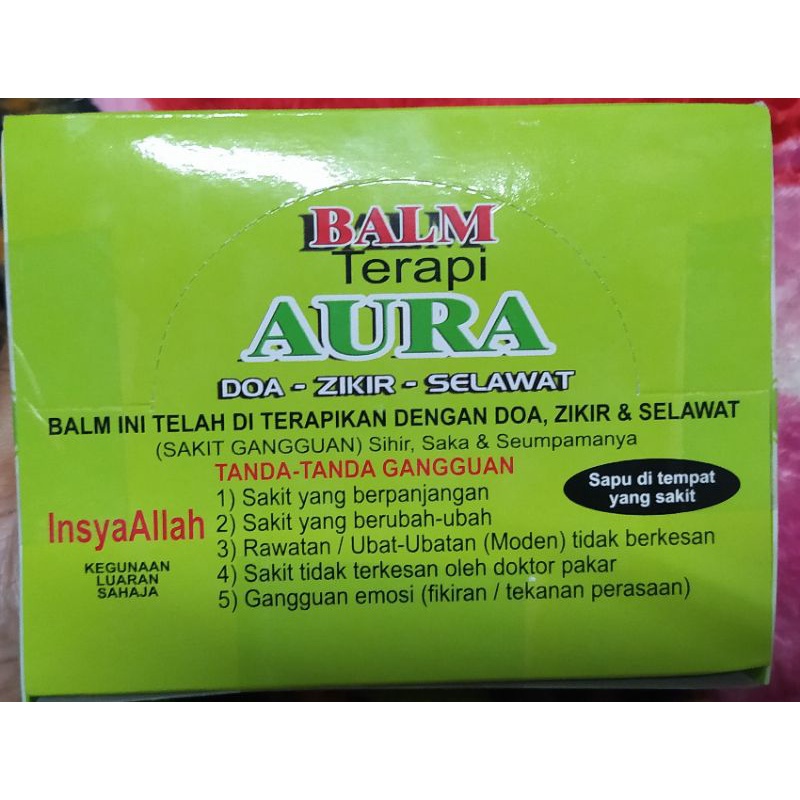 BALM
Terapi
AURA
DOA - ZIKIR - SELAWAT
BALM INI TELAH DI TERAPIKAN DENGAN DOA, ZIKIR & SELAWAT
(SAKIT GANGGUAN) Sihir, Saka & Seumpamanya
TANDA-TANDA GANGGUAN
1) Sakit yang berpanjangan
2) Sakit yang berubah-ubah
3) Rawatan / Ubat-Ubatan (Moden) tidak berkesan
4) Sakit tidak terkesan oleh doktor pakar
5) Gangguan emosi (fikiran / tekanan perasaan)
InsyaAllah
KEGUNAAN
LUARAN
SAHAJA
Sapu di tempat
yang sakit